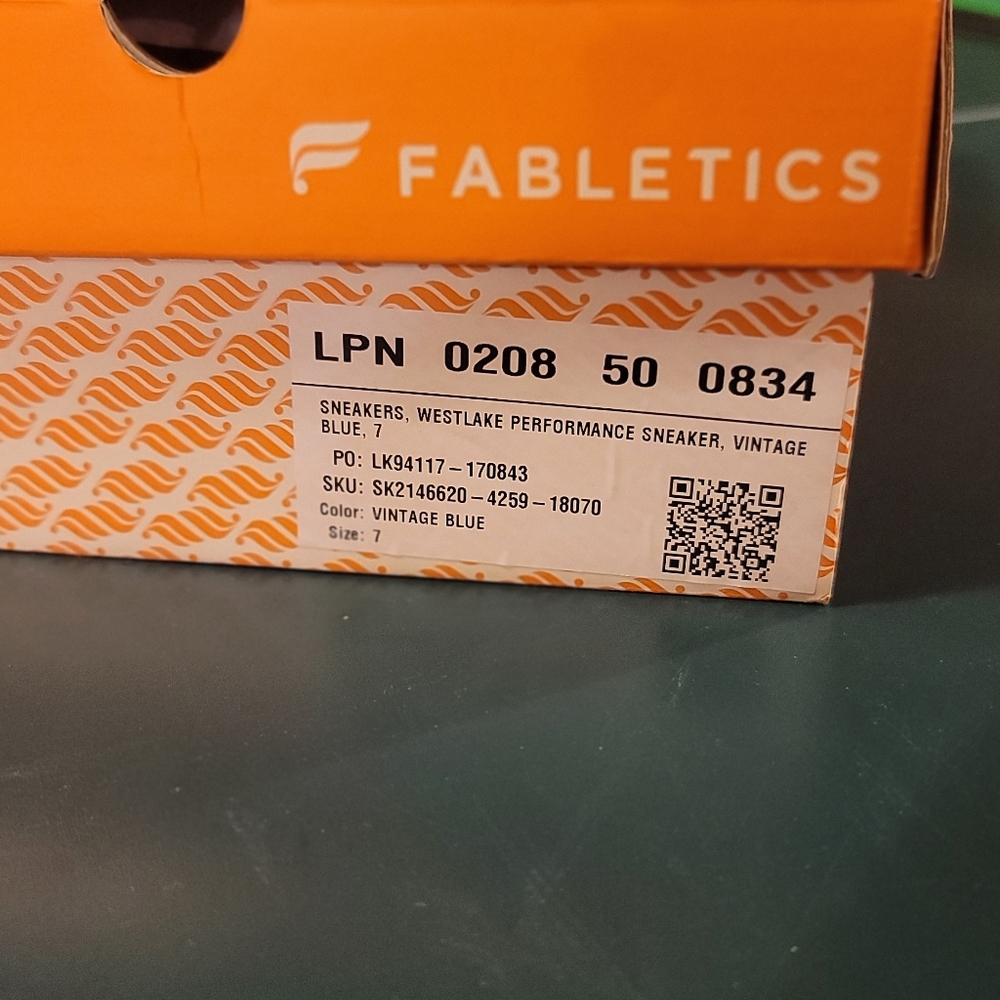 FABLETICS
LPN 0208 50 0834
SNEAKERS, WESTLAKE PERFORMANCE SNEAKER, VINTAGE
BLUE, 7
PO: LK94117-170843
SKU: SK2146620-4259-18070
Color: VINTAGE BLUE
Size: 7